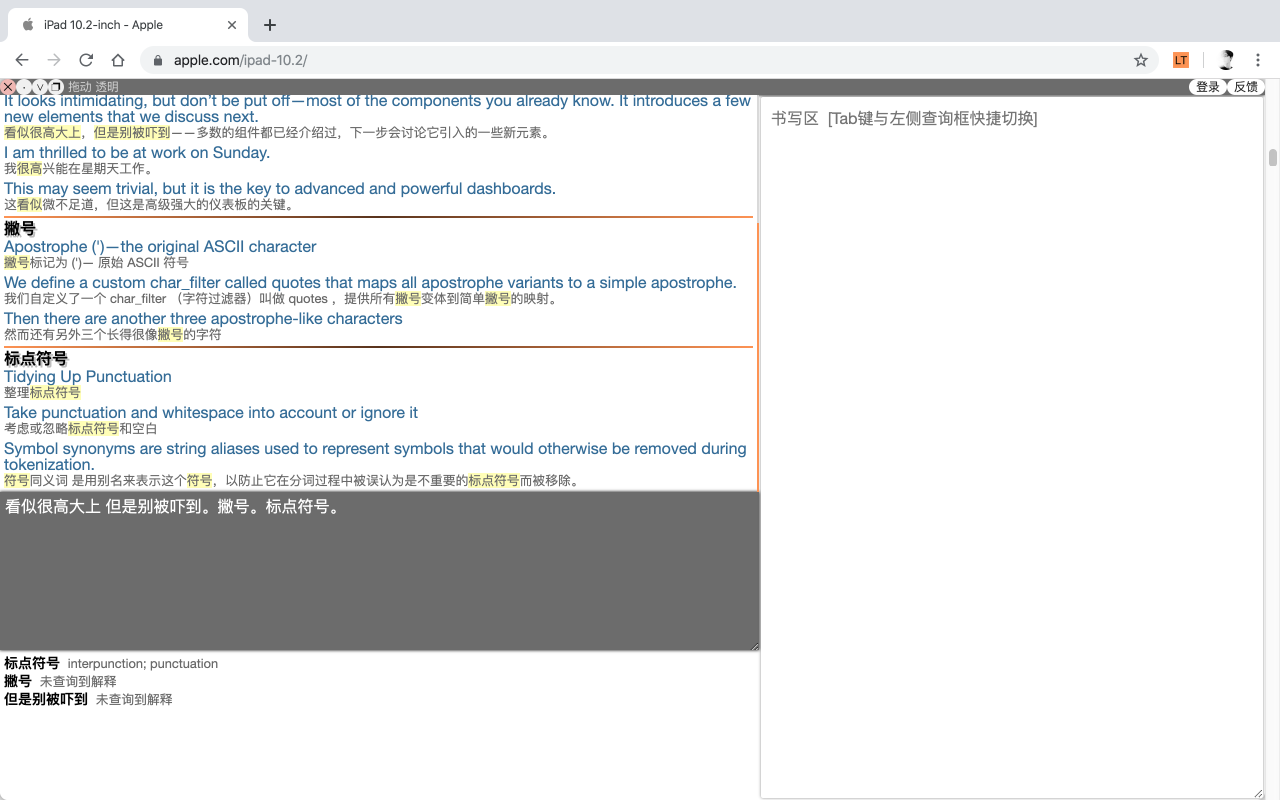 iPad 10.2-inch - Apple
apple.com/ipad-10.2/
LT
拖动 透明
登录
反馈
It looks intimidating, but don't be put off—most of the components you already know. It introduces a few
new elements that we discuss next.
看似很高大上，但是别被吓到——多数的组件都已经介绍过，下一步会讨论它引入的一些新元素。
I am thrilled to be at work on Sunday.
我很高兴能在星期天工作。
This may seem trivial, but it is the key to advanced and powerful dashboards.
这看似微不足道，但这是高级强大的仪表板的关键。
撇号
Apostrophe (')—the original ASCII character
撇号标记为 (')— 原始 ASCII 符号
We define a custom char_filter called quotes that maps all apostrophe variants to a simple apostrophe.
我们自定义了一个 char_filter （字符过滤器）叫做 quotes ，提供所有撇号变体到简单撇号的映射。
Then there are another three apostrophe-like characters
然而还有另外三个长得很像撇号的字符
标点符号
Tidying Up Punctuation
整理标点符号
Take punctuation and whitespace into account or ignore it
考虑或忽略标点符号和空白
Symbol synonyms are string aliases used to represent symbols that would otherwise be removed during
tokenization.
符号同义词 是用别名来表示这个符号，以防止它在分词过程中被误认为是不重要的标点符号而被移除。
看似很高大上 但是别被吓到。撇号。标点符号。
标点符号 interpunction; punctuation
撇号 未查询到解释
但是别被吓到 未查询到解释
书写区 [Tab键与左侧查询框快捷切换]